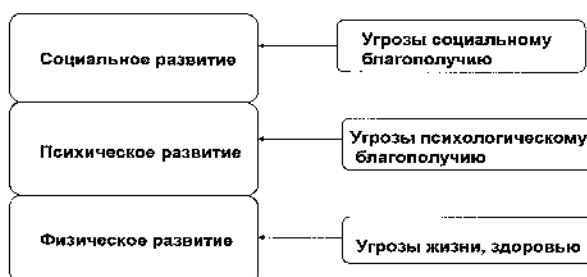 Социальное развитие
Угрозы социальному
благополучию
Психическое развитие
Угрозы психологическому
благополучию
Физическое развитие
Угрозы жизни, здоровью